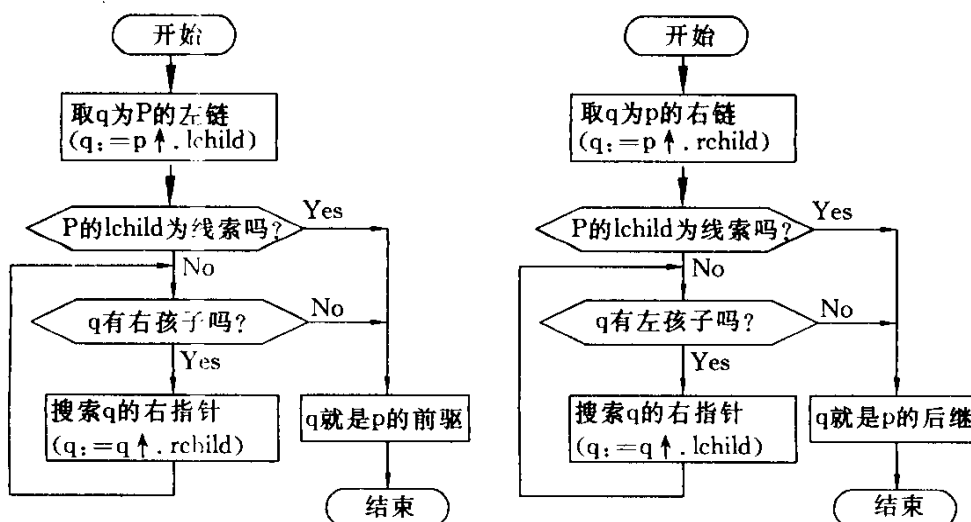 开始
取q为P的左链
(q:=p↑.lchild)
P的lchild为线索吗?
Yes
No
q有右孩子吗?
No
Yes
搜索q的右指针
(q:=q↑.rchild)
q就是p的前驱
结束
开始
取q为p的右链
(q:=p↑.rchild)
P的lchild为线索吗?
Yes
No
q有左孩子吗?
No
Yes
搜索q的右指针
(q:=q↑.lchild)
q就是p的后继
结束